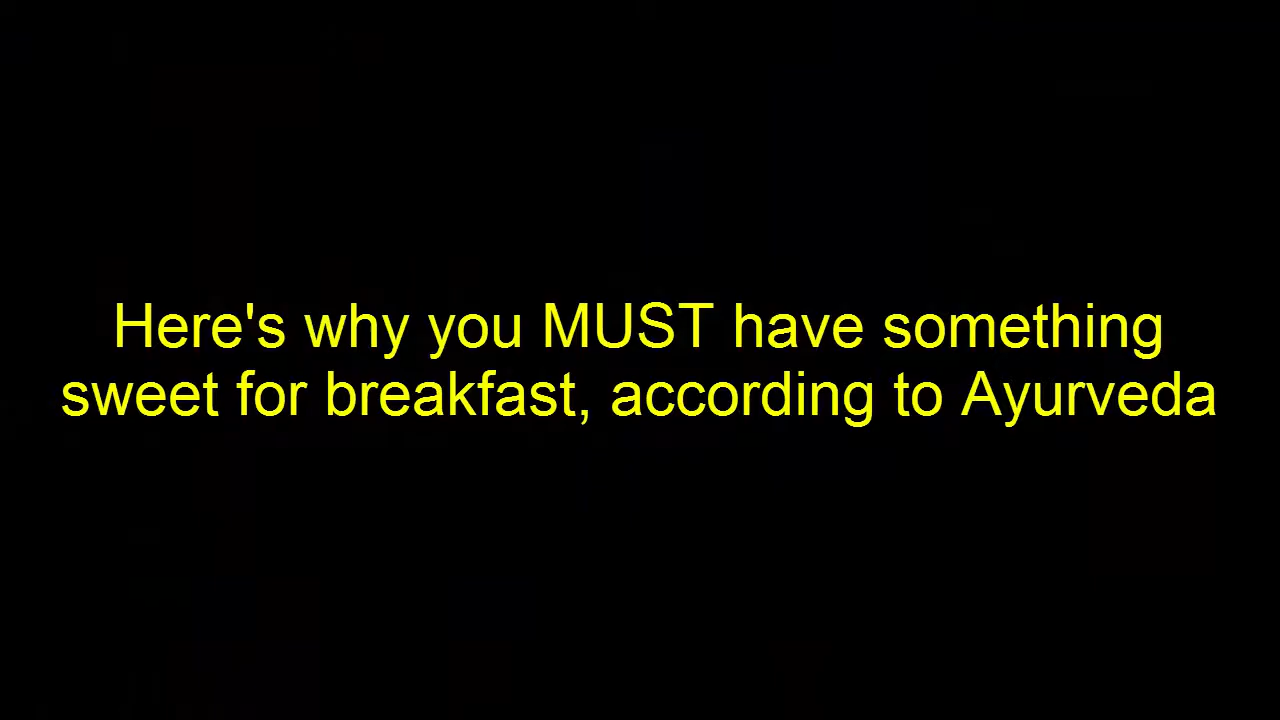 Here's why you MUST have something
sweet for breakfast, according to Ayurveda